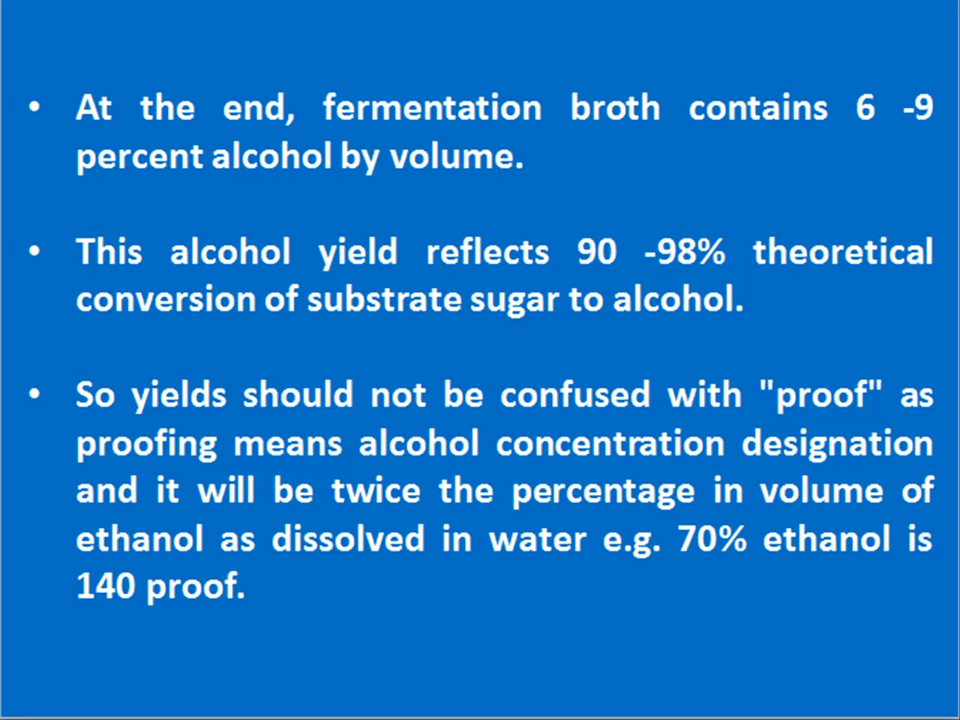 • At the end, fermentation broth contains 6 -9
percent alcohol by volume.
• This alcohol yield reflects 90 -98% theoretical
conversion of substrate sugar to alcohol.
• So yields should not be confused with "proof" as
proofing means alcohol concentration designation
and it will be twice the percentage in volume of
ethanol as dissolved in water e.g. 70% ethanol is
140 proof.